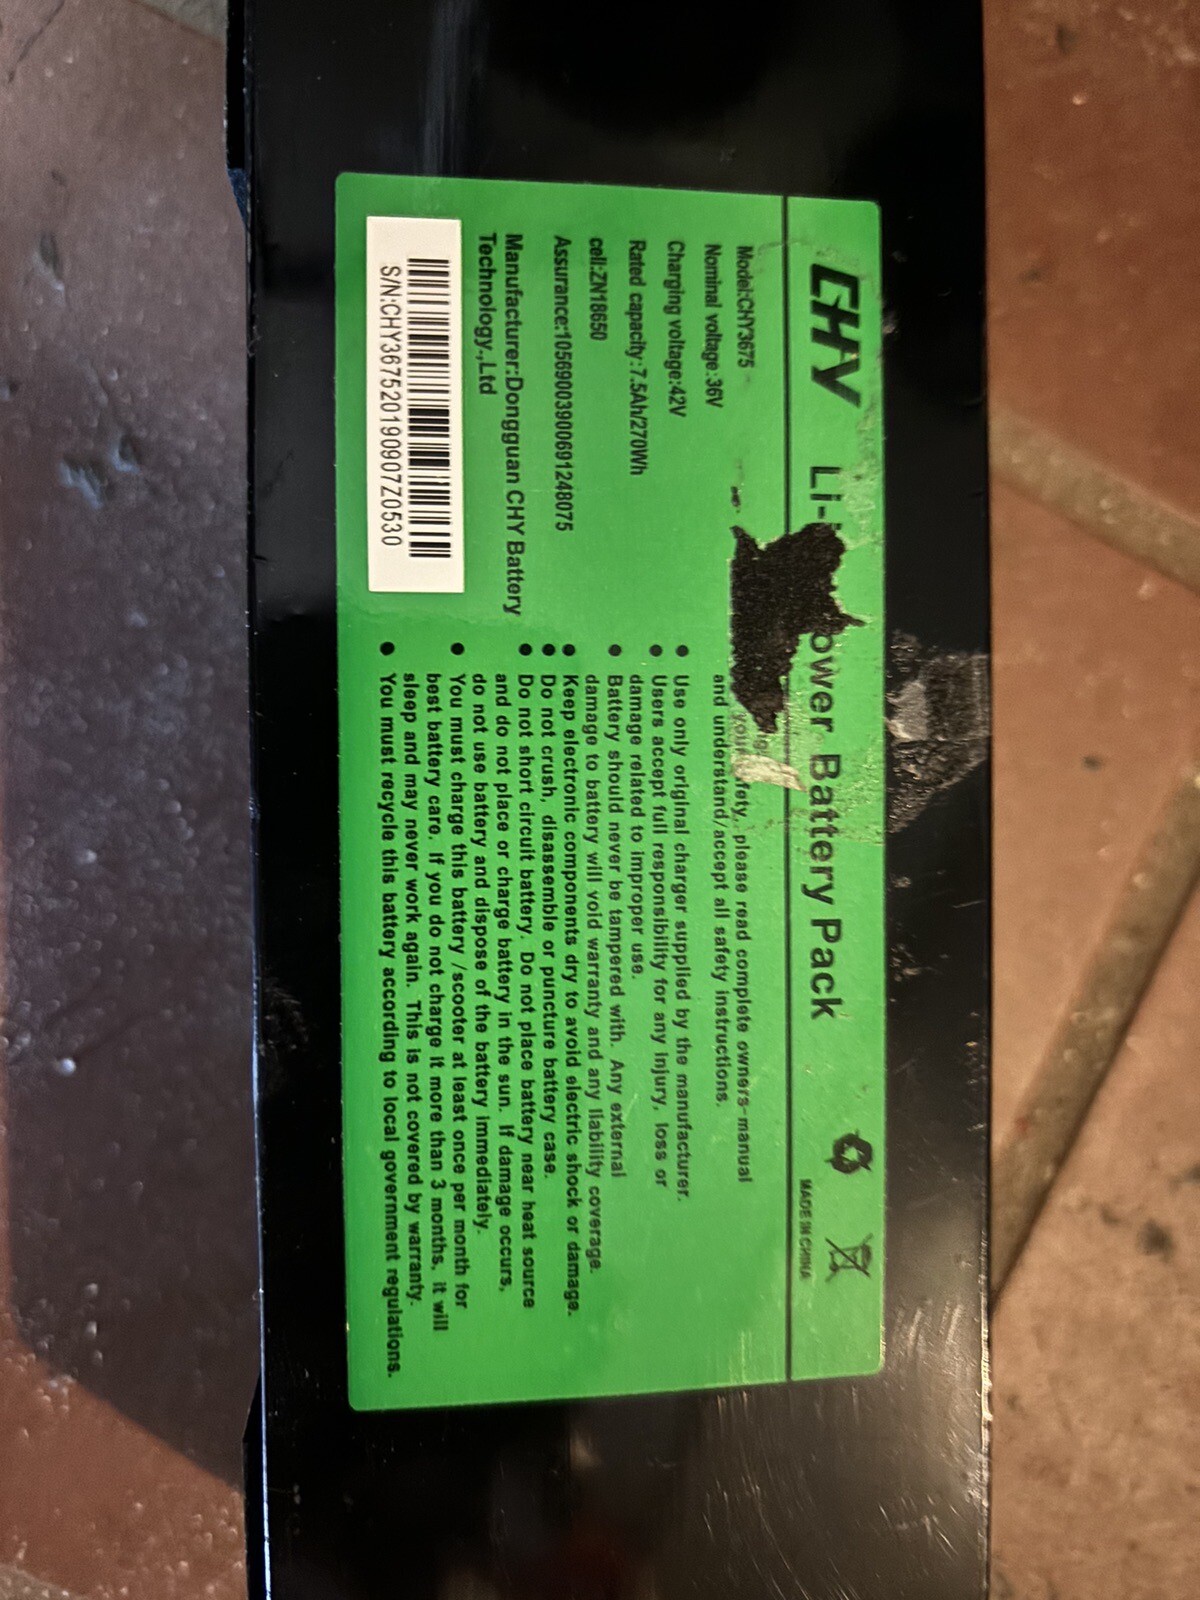 CHY Li- ower Battery Pack
MADE IN CHINA
Model:CHY3675
Nominal voltage:36V
Charging voltage:42V
Rated capacity:7.5Ah/270Wh
cell:ZN18650
Assurance:10569003900691248075
Manufacturer:Dongguan CHY Battery
Technology.,Ltd
S/N:CHY367520190907Z0530
your fety, please read complete owners-manual
and understand/accept all safety instructions.
● Use only original charger supplied by the manufacturer.
● Users accept full responsibility for any injury, loss or
damage related to improper use.
● Battery should never be tampered with. Any external
damage to battery will void warranty and any liability coverage.
● Keep electronic components dry to avoid electric shock or damage.
● Do not crush, disassemble or puncture battery case.
● Do not short circuit battery. Do not place battery near heat source
and do not place or charge battery in the sun. If damage occurs,
do not use battery and dispose of the battery immediately.
● You must charge this battery/scooter at least once per month for
best battery care. If you do not charge it more than 3 months, it will
sleep and may never work again. This is not covered by warranty.
● You must recycle this battery according to local government regulations.